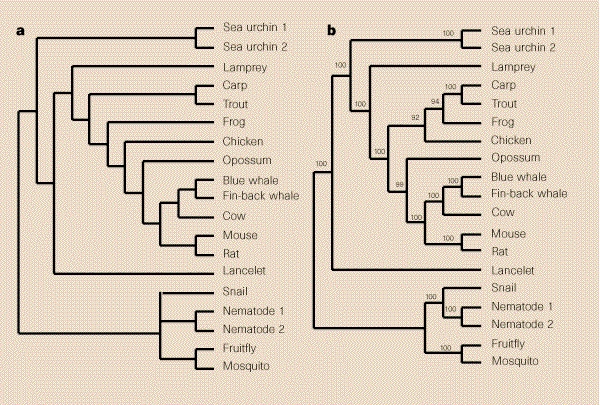 a
Sea urchin 1
Sea urchin 2
Lamprey
Carp
Trout
Frog
Chicken
Opossum
Blue whale
Fin-back whale
Cow
Mouse
Rat
Lancelet
Snail
Nematode 1
Nematode 2
Fruitfly
Mosquito
b
100 Sea urchin 1
Sea urchin 2
100 Lamprey
100 Carp
94 Trout
100
92 Frog
Chicken
100
Opossum
100
99 100 Blue whale
100 Fin-back whale
Cow
100
Mouse
100 Rat
Lancelet
Snail
100
100 Nematode 1
Nematode 2
Fruitfly
100 Mosquito